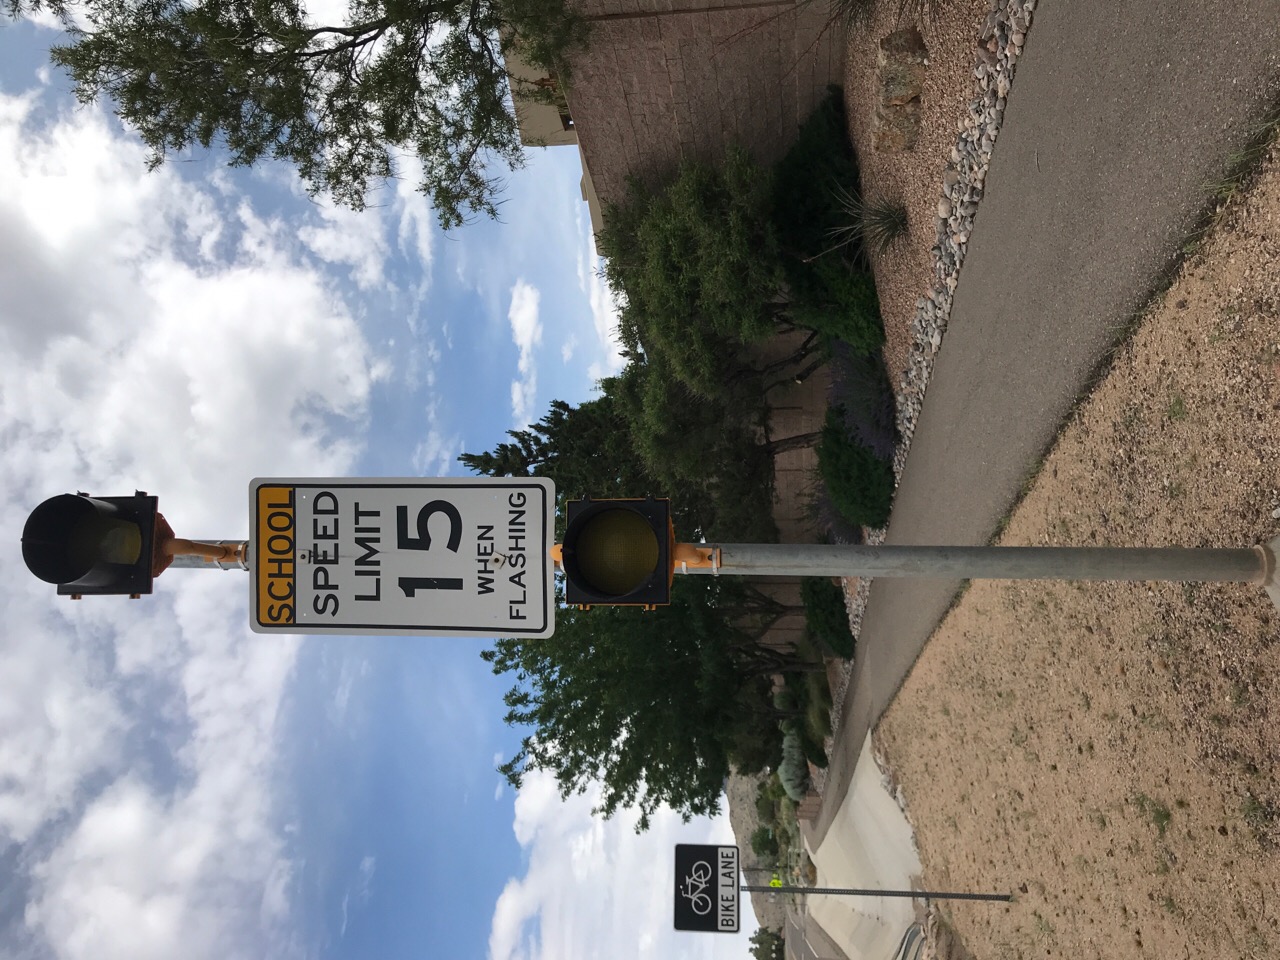 SCHOOL
SPEED
LIMIT
15
WHEN
FLASHING
BIKE LANE